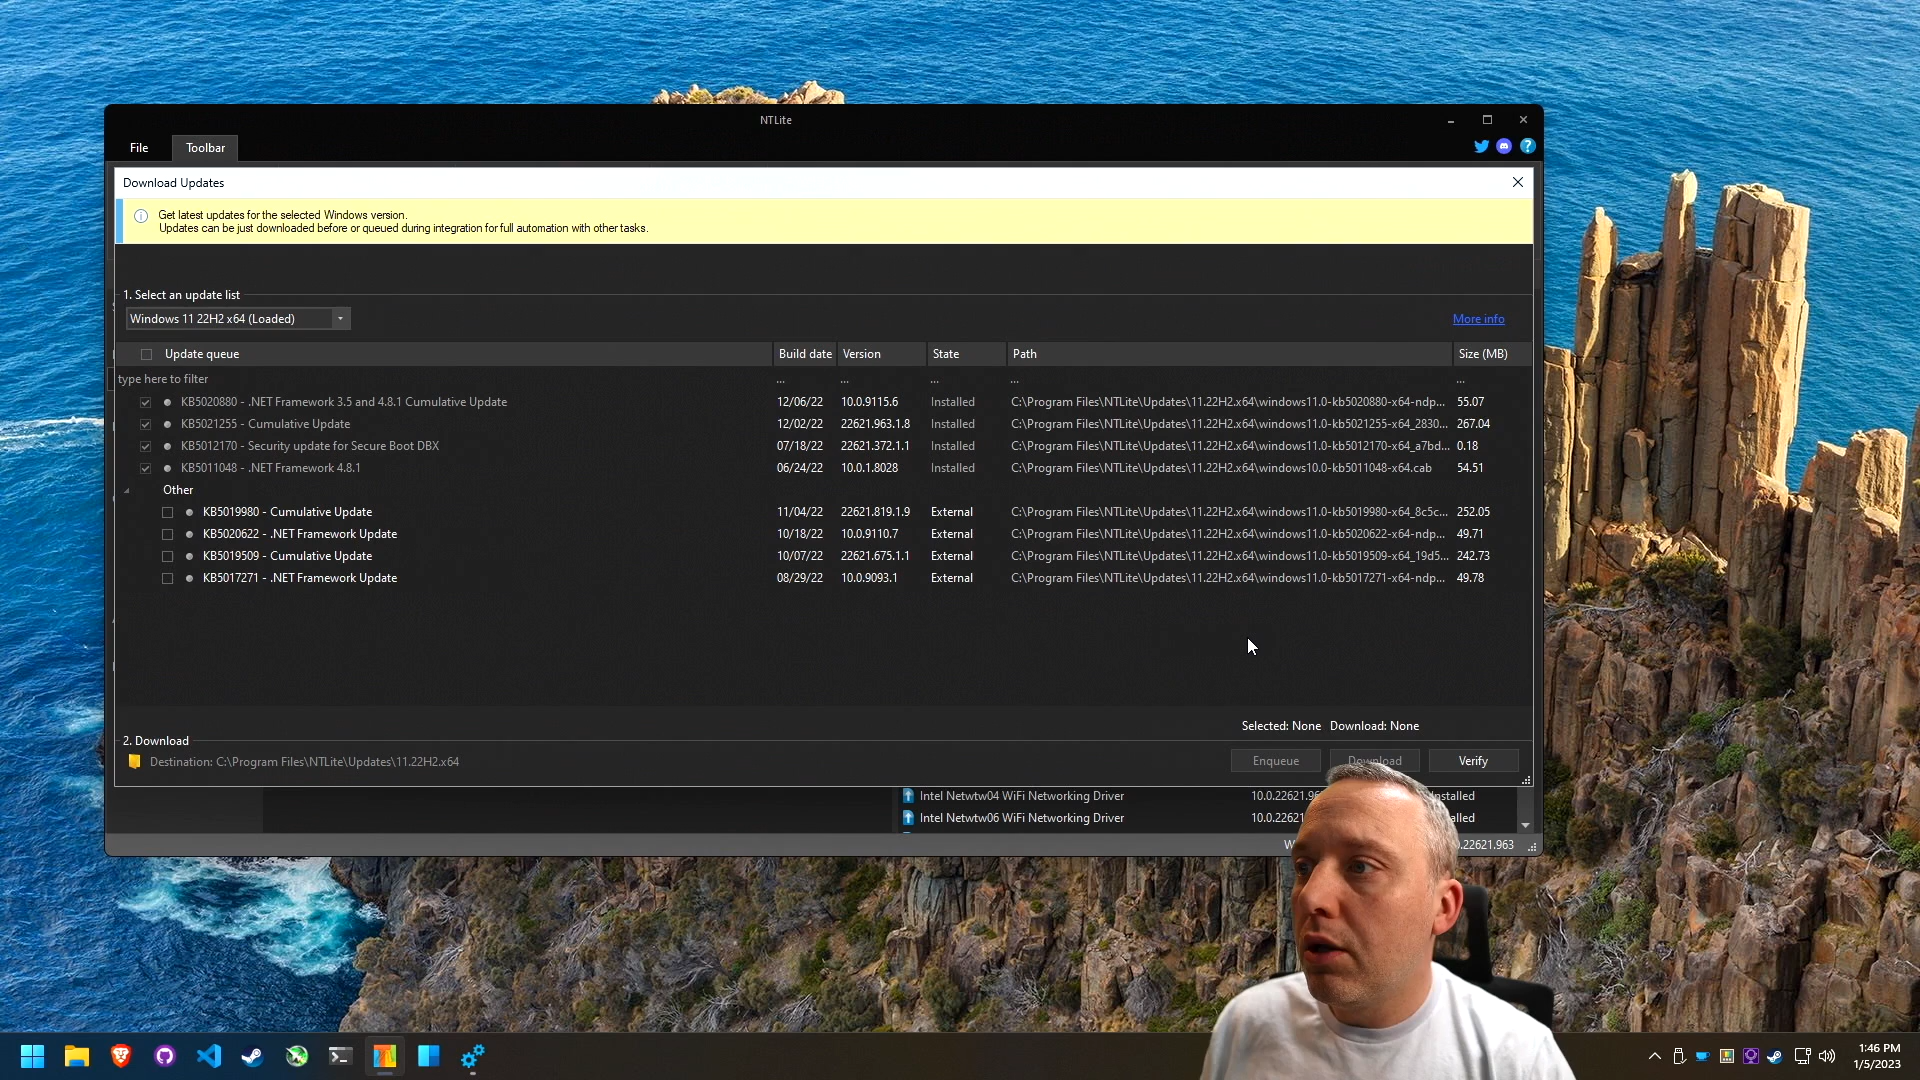 NTLite
File Toolbar
Download Updates
Get latest updates for the selected Windows version.
Updates can be just downloaded before or queued during integration for full automation with other tasks.
1. Select an update list
Windows 11 22H2 x64 (Loaded) More info
Update queue Build date Version State Path Size (MB)
type here to filter ... ... ... ... ...
KB5020880 - .NET Framework 3.5 and 4.8.1 Cumulative Update 12/06/22 10.0.9115.6 Installed C:\Program Files\NTLite\Updates\11.22H2.x64\windows11.0-kb5020880-x64-ndp... 55.07
KB5021255 - Cumulative Update 12/02/22 22621.963.1.8 Installed C:\Program Files\NTLite\Updates\11.22H2.x64\windows11.0-kb5021255-x64_2830... 267.04
KB5012170 - Security update for Secure Boot DBX 07/18/22 22621.372.1.1 Installed C:\Program Files\NTLite\Updates\11.22H2.x64\windows11.0-kb5012170-x64_a7bd... 0.18
KB5011048 - .NET Framework 4.8.1 06/24/22 10.0.1.8028 Installed C:\Program Files\NTLite\Updates\11.22H2.x64\windows10.0-kb5011048-x64.cab 54.51
Other
KB5019980 - Cumulative Update 11/04/22 22621.819.1.9 External C:\Program Files\NTLite\Updates\11.22H2.x64\windows11.0-kb5019980-x64_8c5c... 252.05
KB5020622 - .NET Framework Update 10/18/22 10.0.9110.7 External C:\Program Files\NTLite\Updates\11.22H2.x64\windows11.0-kb5020622-x64-ndp... 49.71
KB5019509 - Cumulative Update 10/07/22 22621.675.1.1 External C:\Program Files\NTLite\Updates\11.22H2.x64\windows11.0-kb5019509-x64_19d5... 242.73
KB5017271 - .NET Framework Update 08/29/22 10.0.9093.1 External C:\Program Files\NTLite\Updates\11.22H2.x64\windows11.0-kb5017271-x64-ndp... 49.78
Selected: None Download: None
2. Download
Destination: C:\Program Files\NTLite\Updates\11.22H2.x64 Enqueue Download Verify
Intel Netwtw04 WiFi Networking Driver 10.0.22621.96 Installed
Intel Netwtw06 WiFi Networking Driver 10.0.22621
.22621.963
1:46 PM
1/5/2023